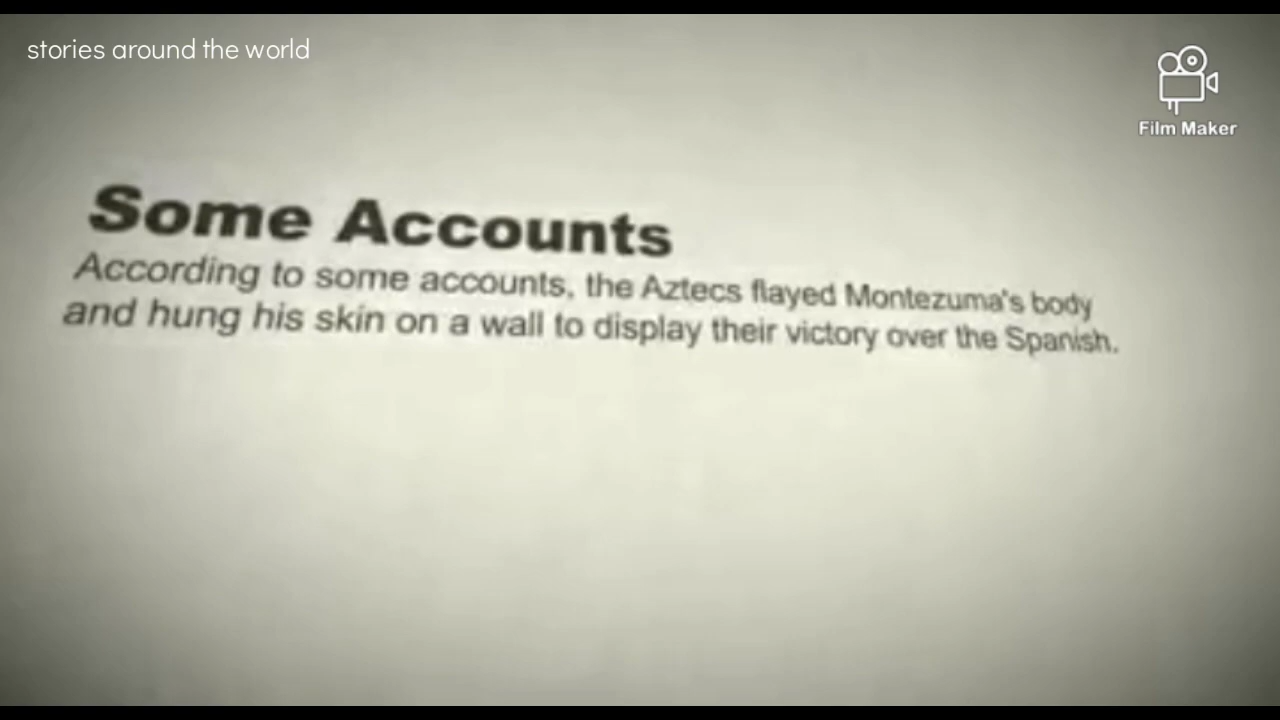 stories around the world
Film Maker
Some Accounts
According to some accounts, the Aztecs flayed Montezuma's body
and hung his skin on a wall to display their victory over the Spanish.